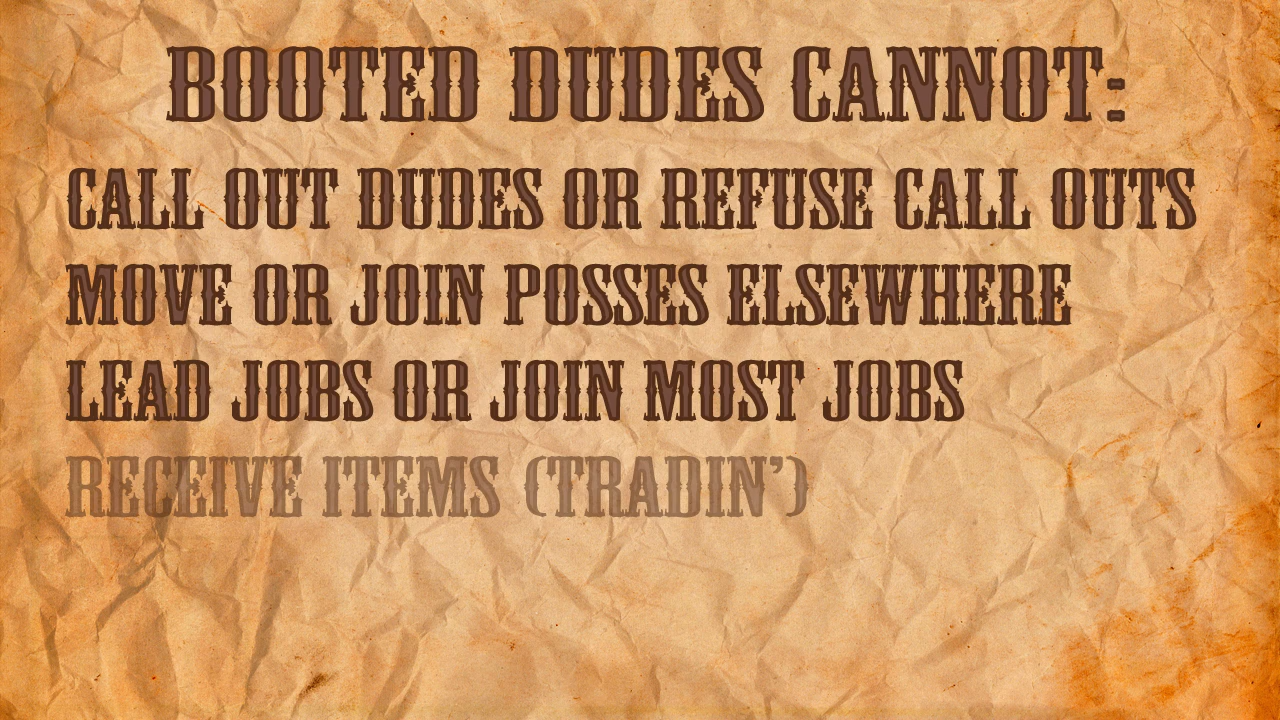 BOOTED DUDES CANNOT:
CALL OUT DUDES OR REFUSE CALL OUTS
MOVE OR JOIN POSSES ELSEWHERE
LEAD JOBS OR JOIN MOST JOBS
RECEIVE ITEMS (TRADIN')